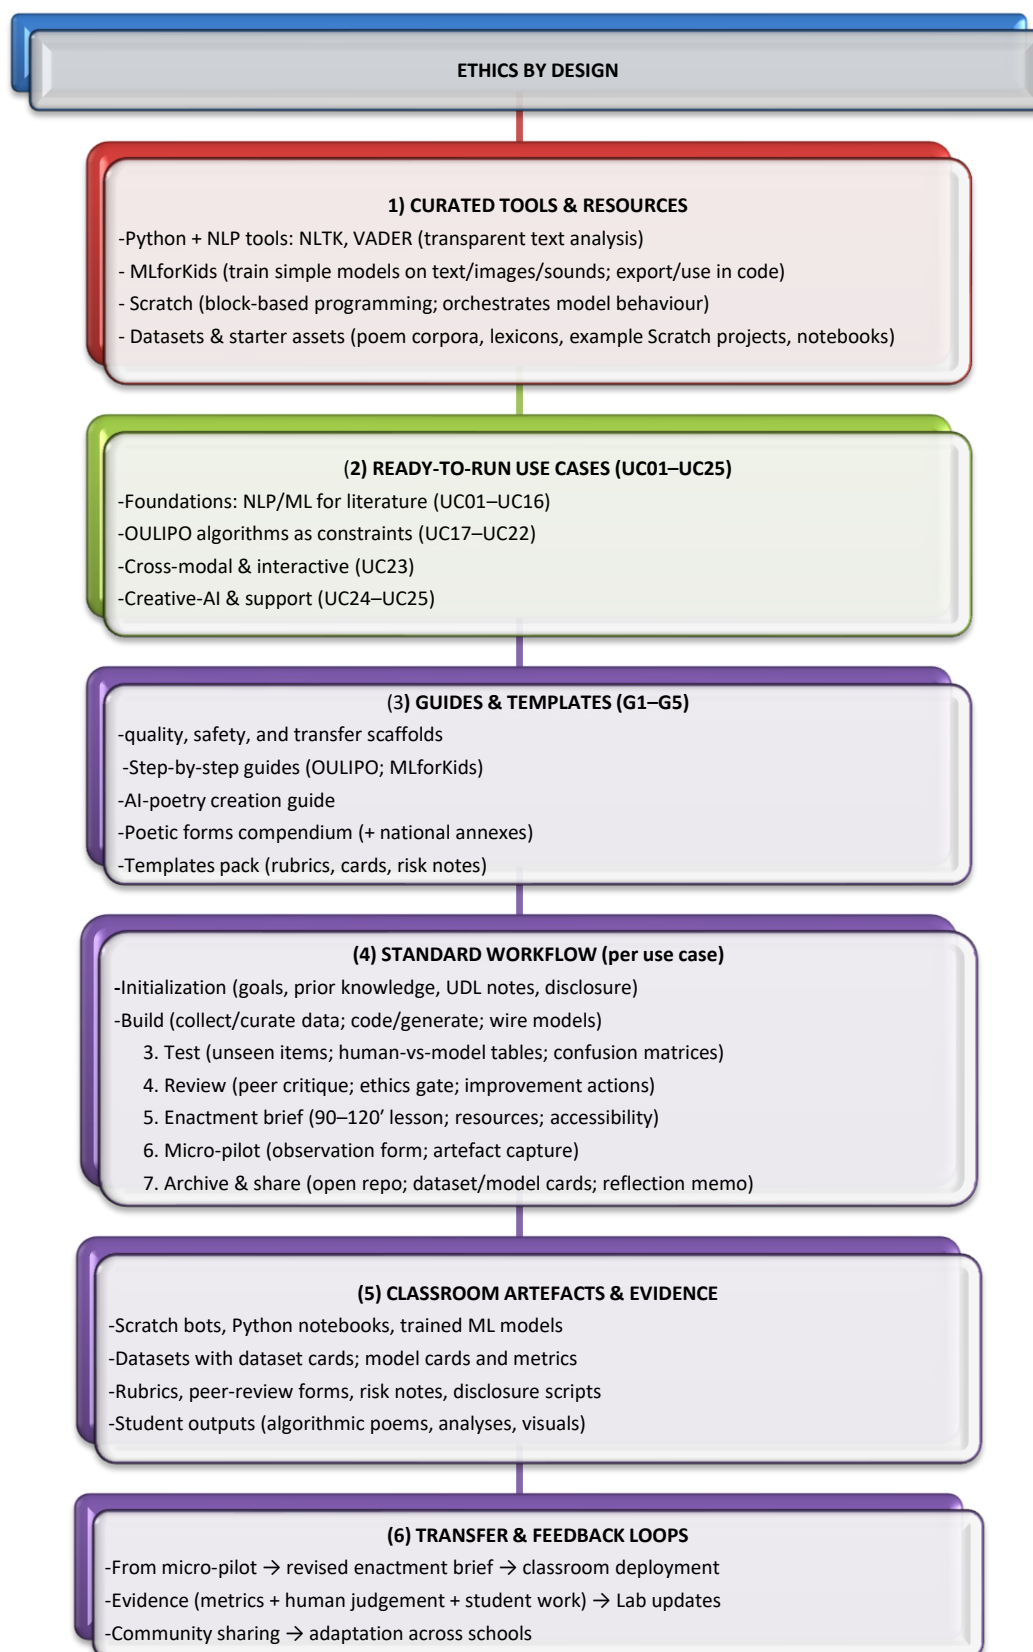 ETHICS BY DESIGN
1) CURATED TOOLS & RESOURCES
-Python + NLP tools: NLTK, VADER (transparent text analysis)
- MLforKids (train simple models on text/images/sounds; export/use in code)
- Scratch (block-based programming; orchestrates model behaviour)
- Datasets & starter assets (poem corpora, lexicons, example Scratch projects, notebooks)
(2) READY-TO-RUN USE CASES (UC01–UC25)
-Foundations: NLP/ML for literature (UC01–UC16)
-OULIPO algorithms as constraints (UC17–UC22)
-Cross-modal & interactive (UC23)
-Creative-AI & support (UC24–UC25)
(3) GUIDES & TEMPLATES (G1–G5)
-quality, safety, and transfer scaffolds
-Step-by-step guides (OULIPO; MLforKids)
-AI-poetry creation guide
-Poetic forms compendium (+ national annexes)
-Templates pack (rubrics, cards, risk notes)
(4) STANDARD WORKFLOW (per use case)
-Initialization (goals, prior knowledge, UDL notes, disclosure)
-Build (collect/curate data; code/generate; wire models)
3. Test (unseen items; human-vs-model tables; confusion matrices)
4. Review (peer critique; ethics gate; improvement actions)
5. Enactment brief (90–120′ lesson; resources; accessibility)
6. Micro-pilot (observation form; artefact capture)
7. Archive & share (open repo; dataset/model cards; reflection memo)
(5) CLASSROOM ARTEFACTS & EVIDENCE
-Scratch bots, Python notebooks, trained ML models
-Datasets with dataset cards; model cards and metrics
-Rubrics, peer-review forms, risk notes, disclosure scripts
-Student outputs (algorithmic poems, analyses, visuals)
(6) TRANSFER & FEEDBACK LOOPS
-From micro-pilot → revised enactment brief → classroom deployment
-Evidence (metrics + human judgement + student work) → Lab updates
-Community sharing → adaptation across schools